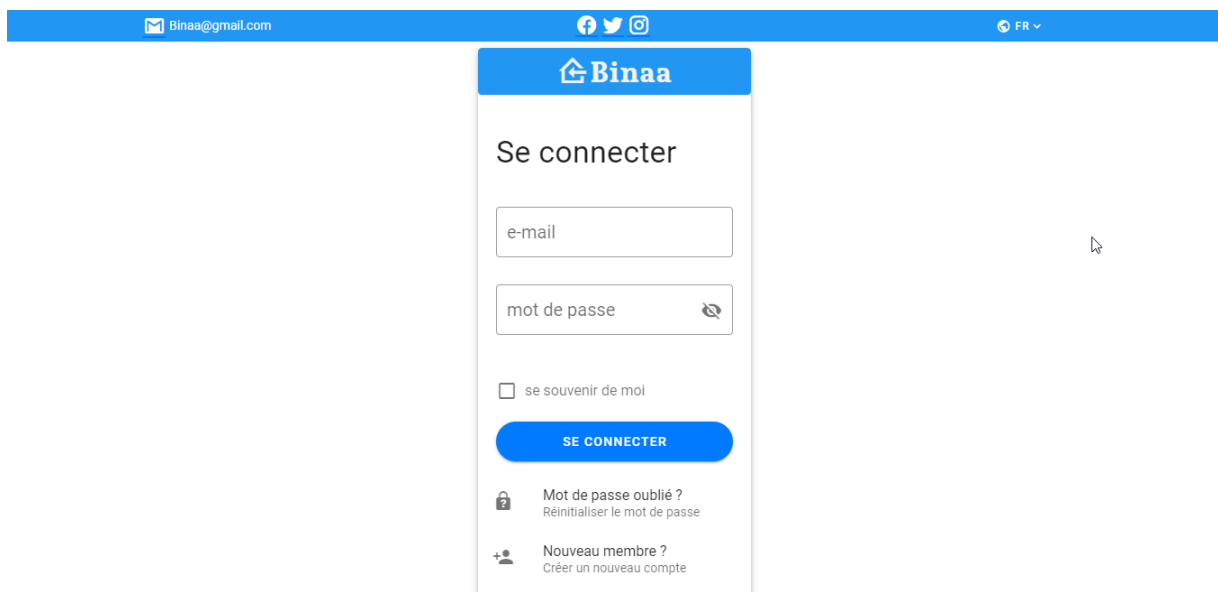 Binaa@gmail.com
FR
Binaa
Se connecter
e-mail
mot de passe
se souvenir de moi
SE CONNECTER
Mot de passe oublié ?
Réinitialiser le mot de passe
Nouveau membre ?
Créer un nouveau compte